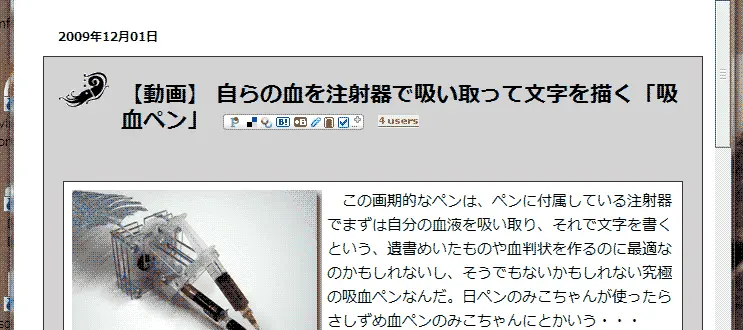 2009年12月01日
【動画】 自らの血を注射器で吸い取って文字を描く「吸
血ペン」
4 users
この画期的なペンは、ペンに付属している注射器
でまずは自分の血液を吸い取り、それで文字を書く
という、遺書めいたものや血判状を作るのに最適な
のかもしれないし、そうでもないかもしれない究極
の吸血ペンなんだ。日ペンのみこちゃんが使ったら
さしずめ血ペンのみこちゃんにとかいう・・・